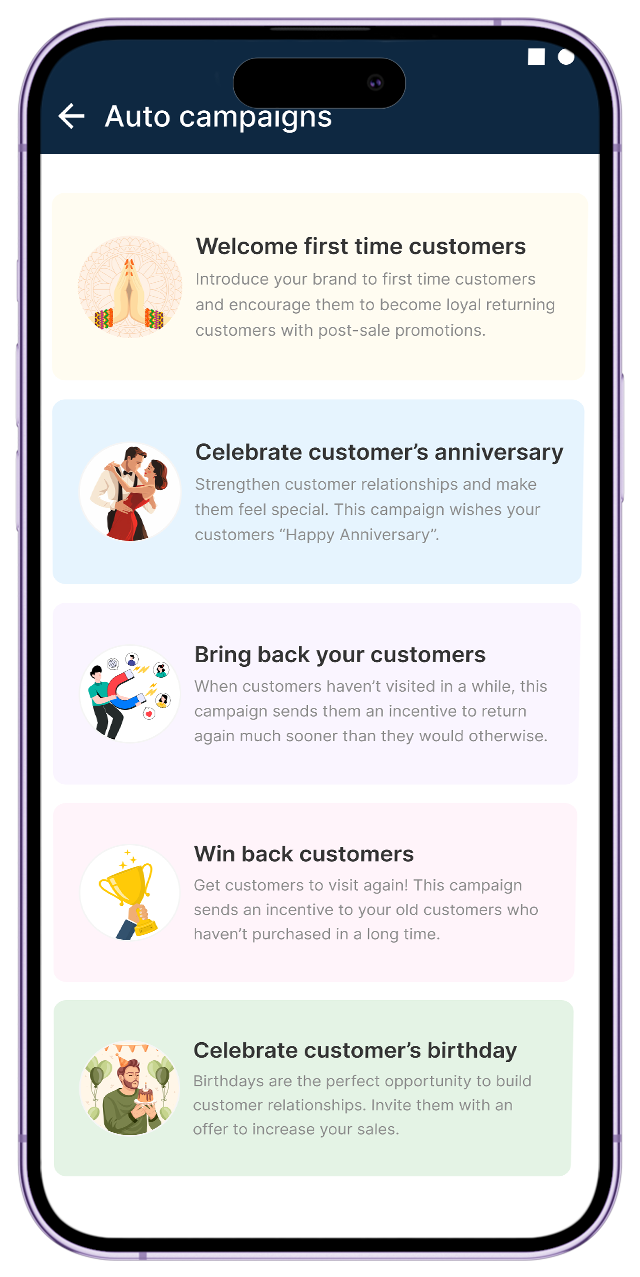 Auto campaigns
Welcome first time customers
Introduce your brand to first time customers
and encourage them to become loyal returning
customers with post-sale promotions.
Celebrate customer’s anniversary
Strengthen customer relationships and make
them feel special. This campaign wishes your
customers “Happy Anniversary”.
Bring back your customers
When customers haven’t visited in a while, this
campaign sends them an incentive to return
again much sooner than they would otherwise.
Win back customers
Get customers to visit again! This campaign
sends an incentive to your old customers who
haven’t purchased in a long time.
Celebrate customer’s birthday
Birthdays are the perfect opportunity to build
customer relationships. Invite them with an
offer to increase your sales.